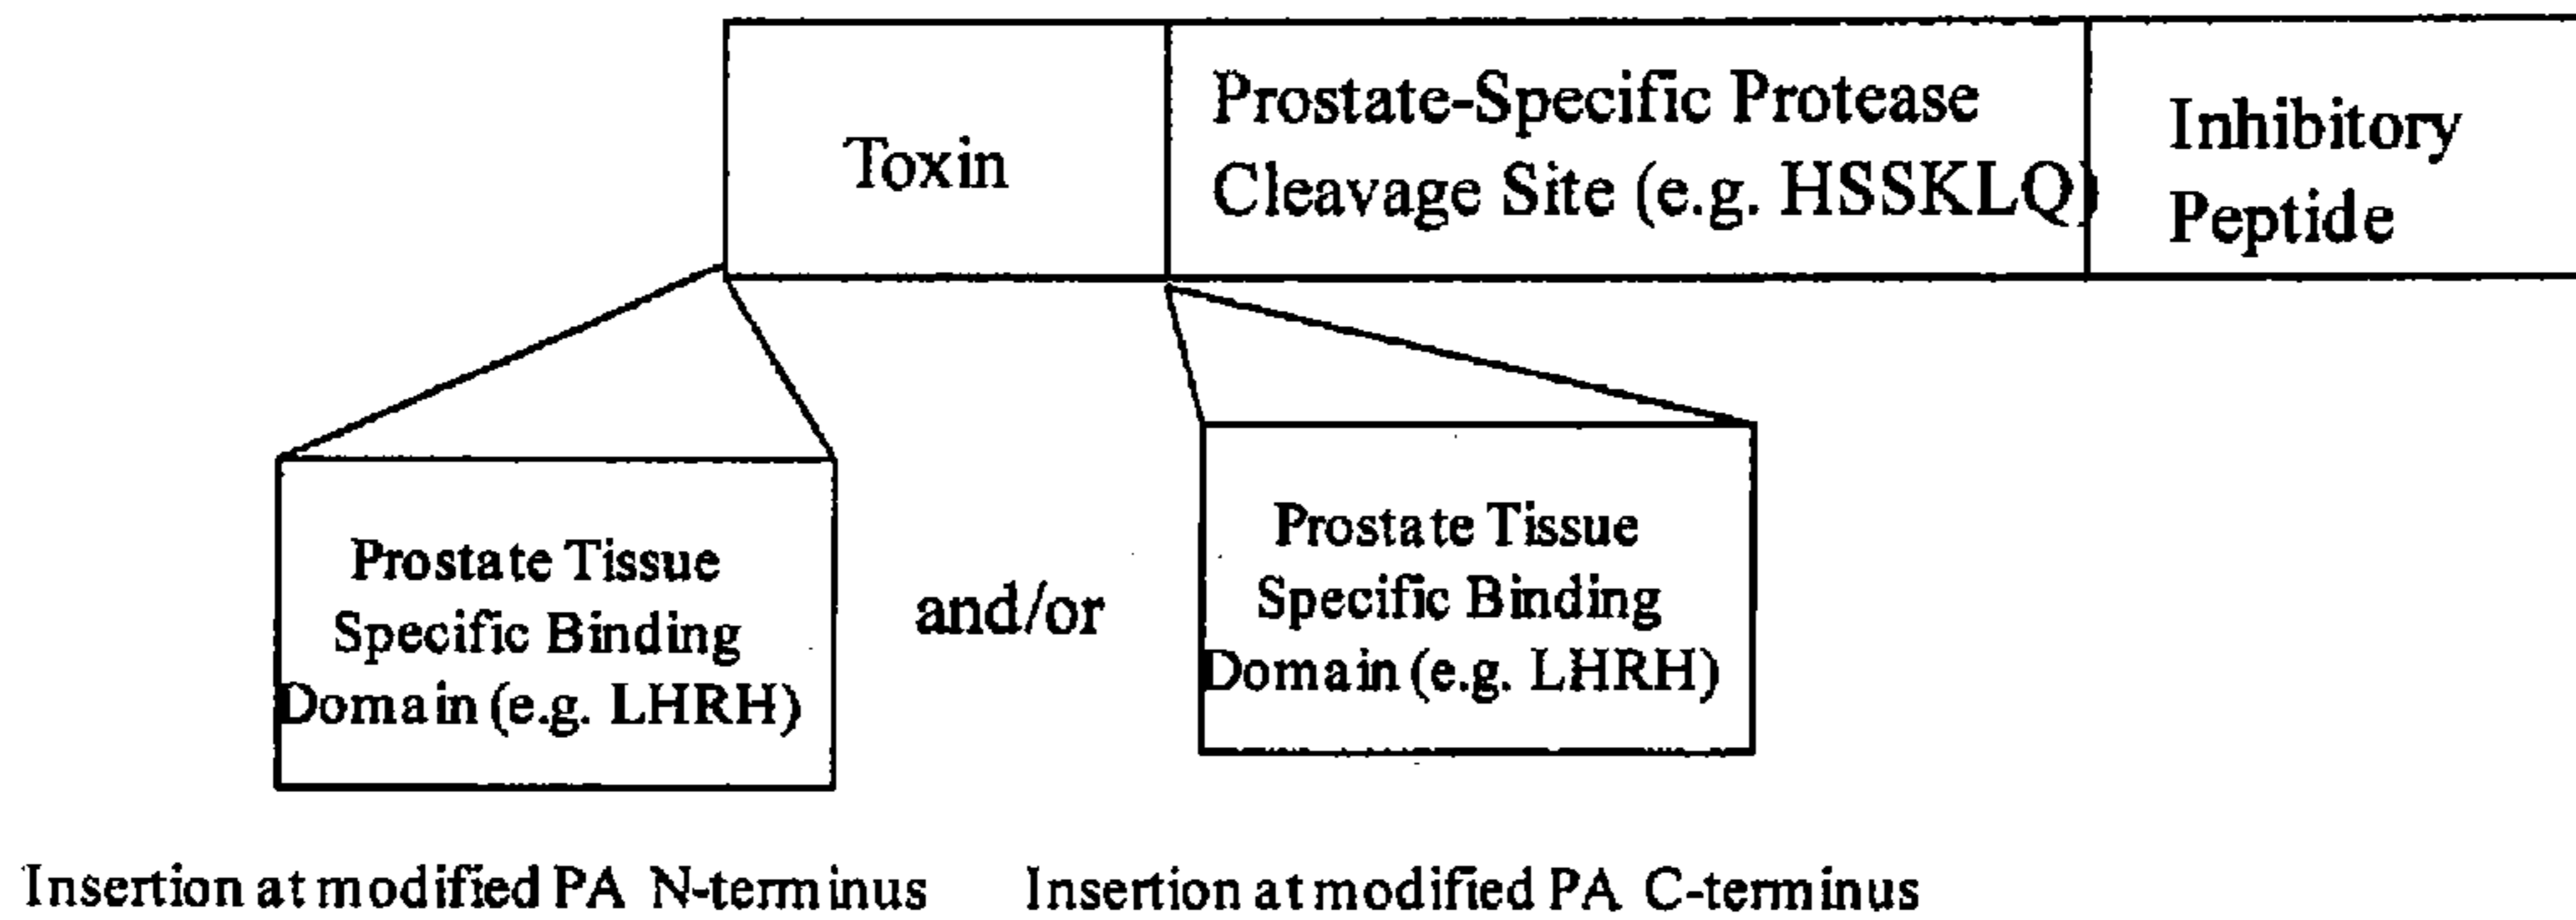 Toxin
Prostate-Specific Protease
Cleavage Site (e.g. HSSKLQ)
Inhibitory
Peptide
Prostate Tissue
Specific Binding
Domain (e.g. LHRH)
and/or
Prostate Tissue
Specific Binding
Domain (e.g. LHRH)
Insertion at modified PA N-terminus
Insertion at modified PA C-terminus